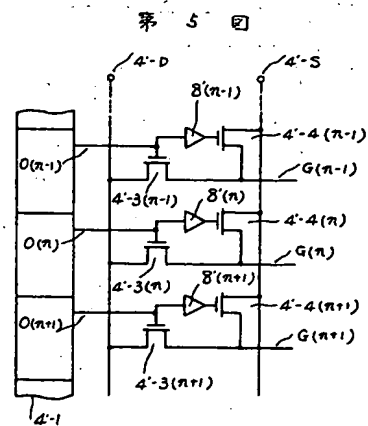 第 5 図
4'-D
4'-S
8'(n-1)
4'-4(n-1)
O(n-1)
G(n-1)
4'-3(n-1)
8'(n)
4'-4(n)
O(n)
G(n)
4'-3(n)
8'(n+1)
4'-4(n+1)
O(n+1)
G(n+1)
4'-3(n+1)
4'-1